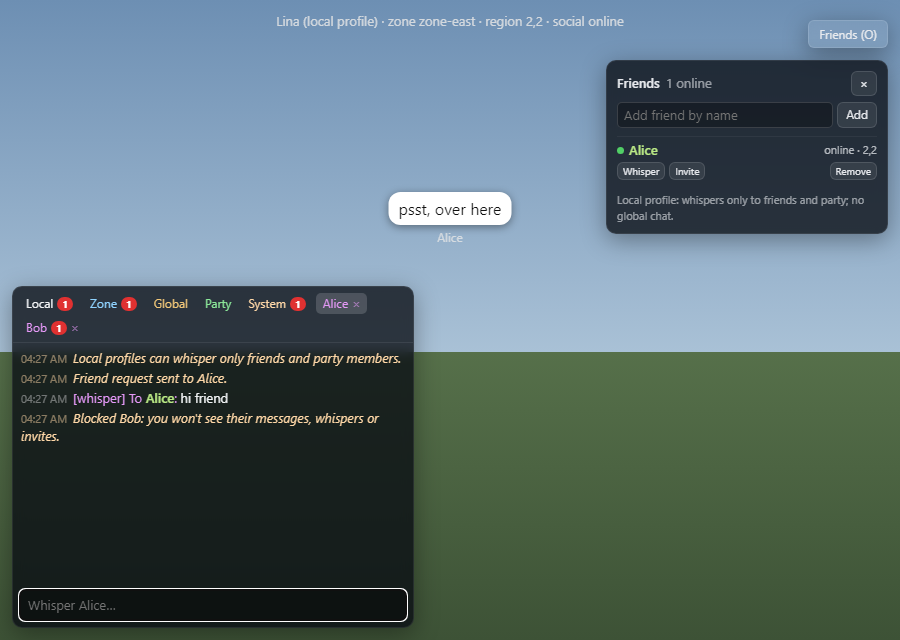 Lina (local profile) · zone zone-east · region 2,2 · social online
Friends (O)
Friends 1 online ×
Add friend by name Add
Alice online · 2,2
Whisper Invite Remove
Local profile: whispers only to friends and party; no
global chat.
psst, over here
Alice
Local 1 Zone 1 Global Party System 1 Alice ×
Bob 1 ×
04:27 AM Local profiles can whisper only friends and party members.
04:27 AM Friend request sent to Alice.
04:27 AM [whisper] To Alice: hi friend
04:27 AM Blocked Bob: you won't see their messages, whispers or
invites.
Whisper Alice...